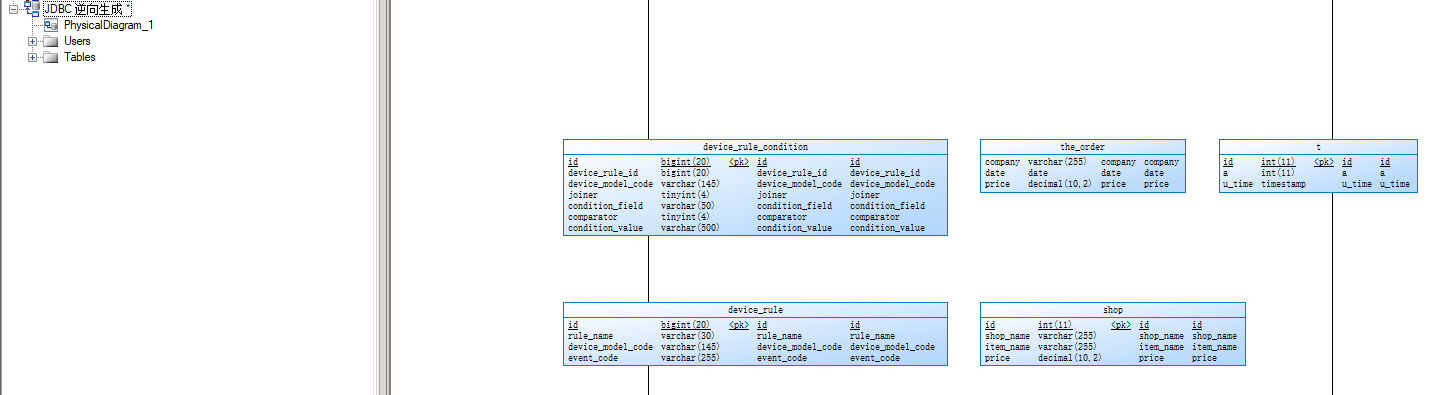 JDBC 逆向生成 *
PhysicalDiagram_1
Users
Tables
device_rule_condition
id bigint(20) <pk> id id
device_rule_id bigint(20) device_rule_id device_rule_id
device_model_code varchar(145) device_model_code device_model_code
joiner tinyint(4) joiner joiner
condition_field varchar(50) condition_field condition_field
comparator tinyint(4) comparator comparator
condition_value varchar(500) condition_value condition_value
the_order
company varchar(255) company company
date date date date
price decimal(10,2) price price
t
id int(11) <pk> id id
a int(11) a a
u_time timestamp u_time u_time
device_rule
id bigint(20) <pk> id id
rule_name varchar(30) rule_name rule_name
device_model_code varchar(145) device_model_code device_model_code
event_code varchar(255) event_code event_code
shop
id int(11) <pk> id id
shop_name varchar(255) shop_name shop_name
item_name varchar(255) item_name item_name
price decimal(10,2) price price